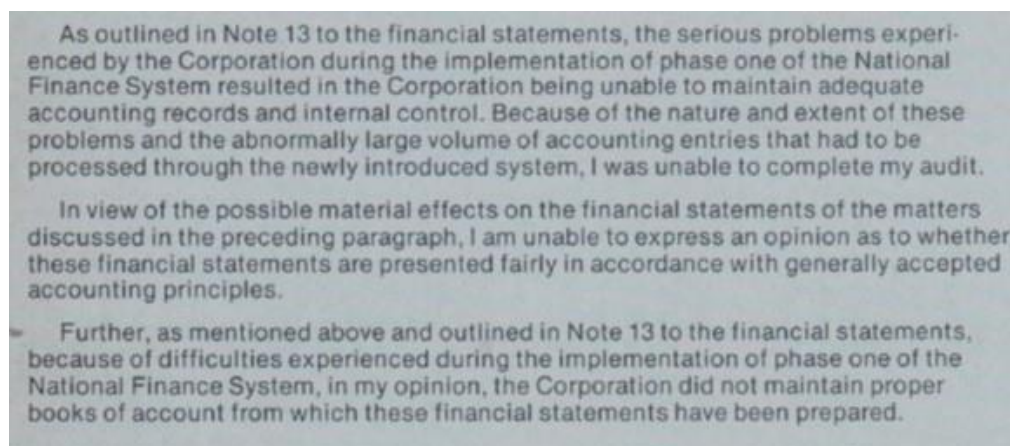 As outlined in Note 13 to the financial statements, the serious problems experi-
enced by the Corporation during the implementation of phase one of the National
Finance System resulted in the Corporation being unable to maintain adequate
accounting records and internal control. Because of the nature and extent of these
problems and the abnormally large volume of accounting entries that had to be
processed through the newly introduced system, I was unable to complete my audit.
In view of the possible material effects on the financial statements of the matters
discussed in the preceding paragraph, I am unable to express an opinion as to whether
these financial statements are presented fairly in accordance with generally accepted
accounting principles.
Further, as mentioned above and outlined in Note 13 to the financial statements,
because of difficulties experienced during the implementation of phase one of the
National Finance System, in my opinion, the Corporation did not maintain proper
books of account from which these financial statements have been prepared.